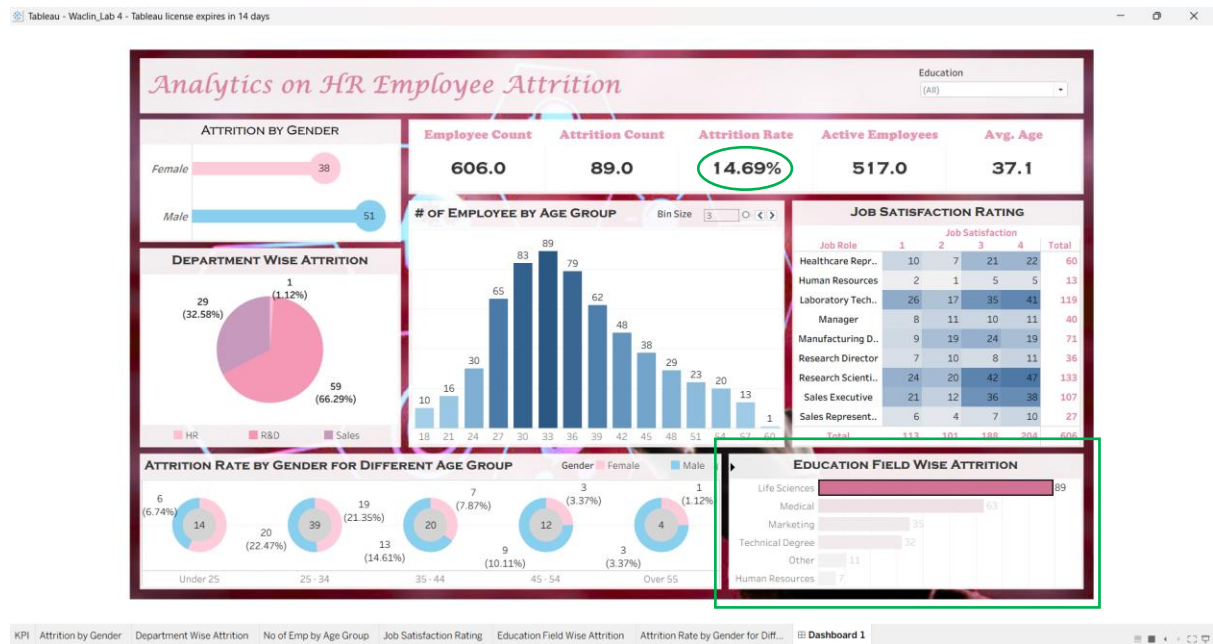 Tableau - Waclin_Lab 4 - Tableau license expires in 14 days
Analytics on HR Employee Attrition
Education
(All)
ATTRITION BY GENDER
Female 38
Male 51
Employee Count Attrition Count Attrition Rate Active Employees Avg. Age
606.0 89.0 14.69% 517.0 37.1
DEPARTMENT WISE ATTRITION
1
(1.12%)
29
(32.58%)
59
(66.29%)
HR R&D Sales
# OF EMPLOYEE BY AGE GROUP Bin Size 3
10 16 30 65 83 89 79 62 48 38 29 23 20 13 1
18 21 24 27 30 33 36 39 42 45 48 51 54 57 60
JOB SATISFACTION RATING
Job Satisfaction
Job Role 1 2 3 4 Total
Healthcare Repr.. 10 7 21 22 60
Human Resources 2 1 5 5 13
Laboratory Tech.. 26 17 35 41 119
Manager 8 11 10 11 40
Manufacturing D.. 9 19 24 19 71
Research Director 7 10 8 11 36
Research Scienti.. 24 20 42 47 133
Sales Executive 21 12 36 38 107
Sales Represent.. 6 4 7 10 27
Total 113 101 188 204 606
ATTRITION RATE BY GENDER FOR DIFFERENT AGE GROUP Gender Female Male
6
(6.74%)
14
20
(22.47%)
39
19
(21.35%)
13
(14.61%)
20
7
(7.87%)
9
(10.11%)
12
3
(3.37%)
3
(3.37%)
4
1
(1.12%
Under 25 25 - 34 35 - 44 45 - 54 Over 55
EDUCATION FIELD WISE ATTRITION
Life Sciences 89
Medical 63
Marketing 35
Technical Degree 32
Other 11
Human Resources 7
KPI Attrition by Gender Department Wise Attrition No of Emp by Age Group Job Satisfaction Rating Education Field Wise Attrition Attrition Rate by Gender for Diff... Dashboard 1